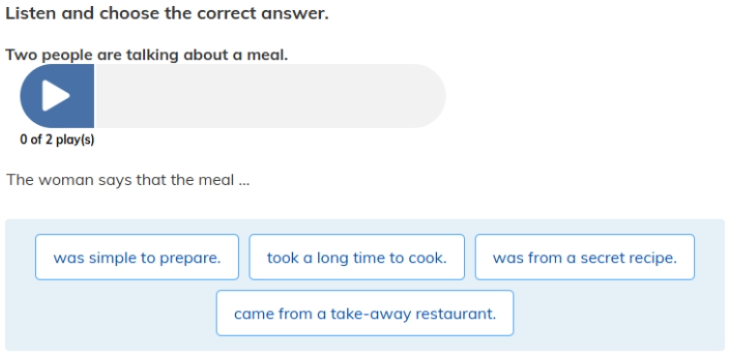 Listen and choose the correct answer.
Two people are talking about a meal.
0 of 2 play(s)
The woman says that the meal ...
was simple to prepare.
took a long time to cook.
was from a secret recipe.
came from a take-away restaurant.